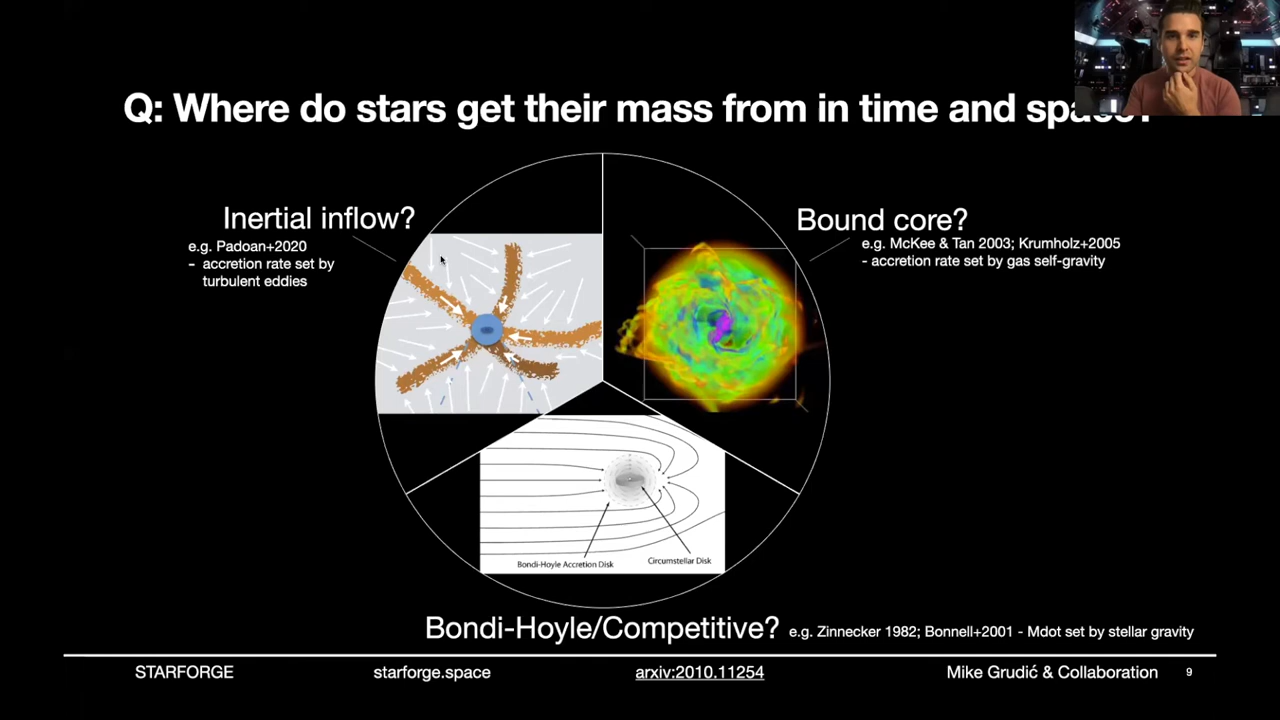 Q: Where do stars get their mass from in time and space?
Inertial inflow?
e.g. Padoan+2020
- accretion rate set by
turbulent eddies
Bound core?
e.g. McKee & Tan 2003; Krumholz+2005
- accretion rate set by gas self-gravity
Bondi-Hoyle Accretion Disk
Circumstellar Disk
Bondi-Hoyle/Competitive?
e.g. Zinnecker 1982; Bonnell+2001 - Mdot set by stellar gravity
STARFORGE
starforge.space
arxiv:2010.11254
Mike Grudić & Collaboration
9